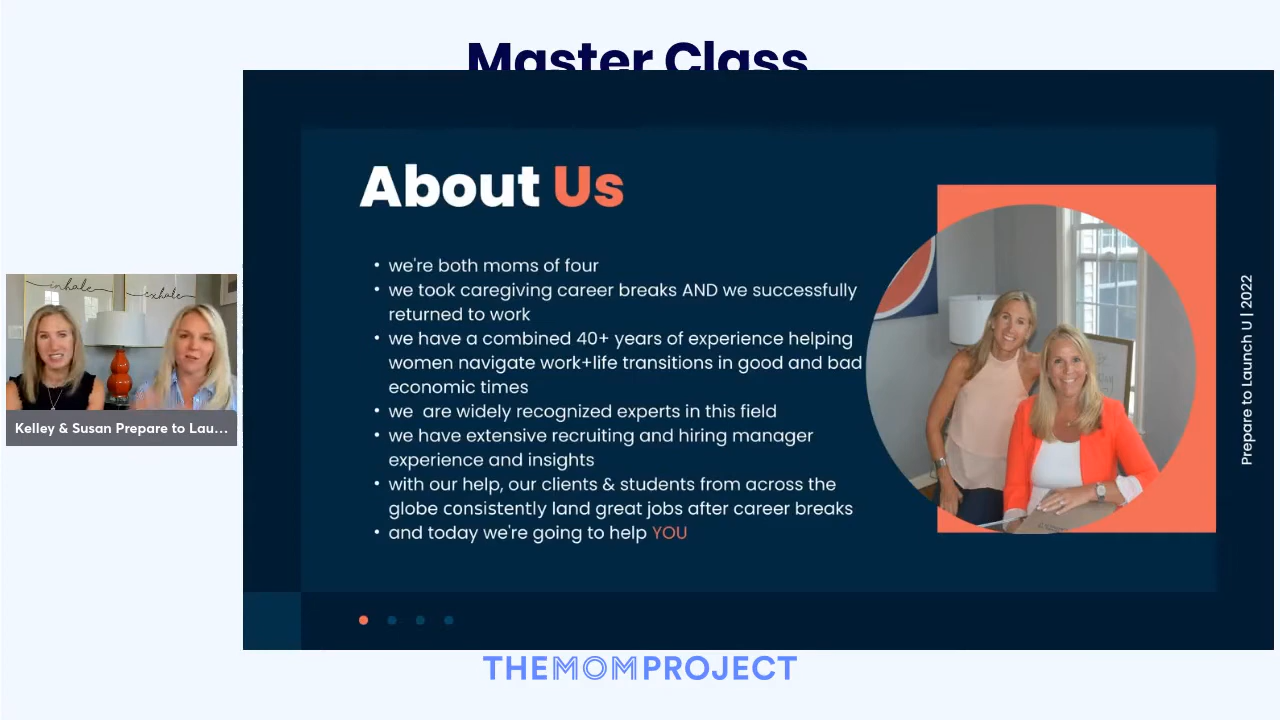 Master Class
About Us
• we're both moms of four
• we took caregiving career breaks AND we successfully
returned to work
• we have a combined 40+ years of experience helping
women navigate work+life transitions in good and bad
economic times
• we are widely recognized experts in this field
• we have extensive recruiting and hiring manager
experience and insights
• with our help, our clients & students from across the
globe consistently land great jobs after career breaks
• and today we're going to help YOU
Prepare to Launch U | 2022
inhale
exhale
Kelley & Susan Prepare to Lau...
THEMOMPROJECT